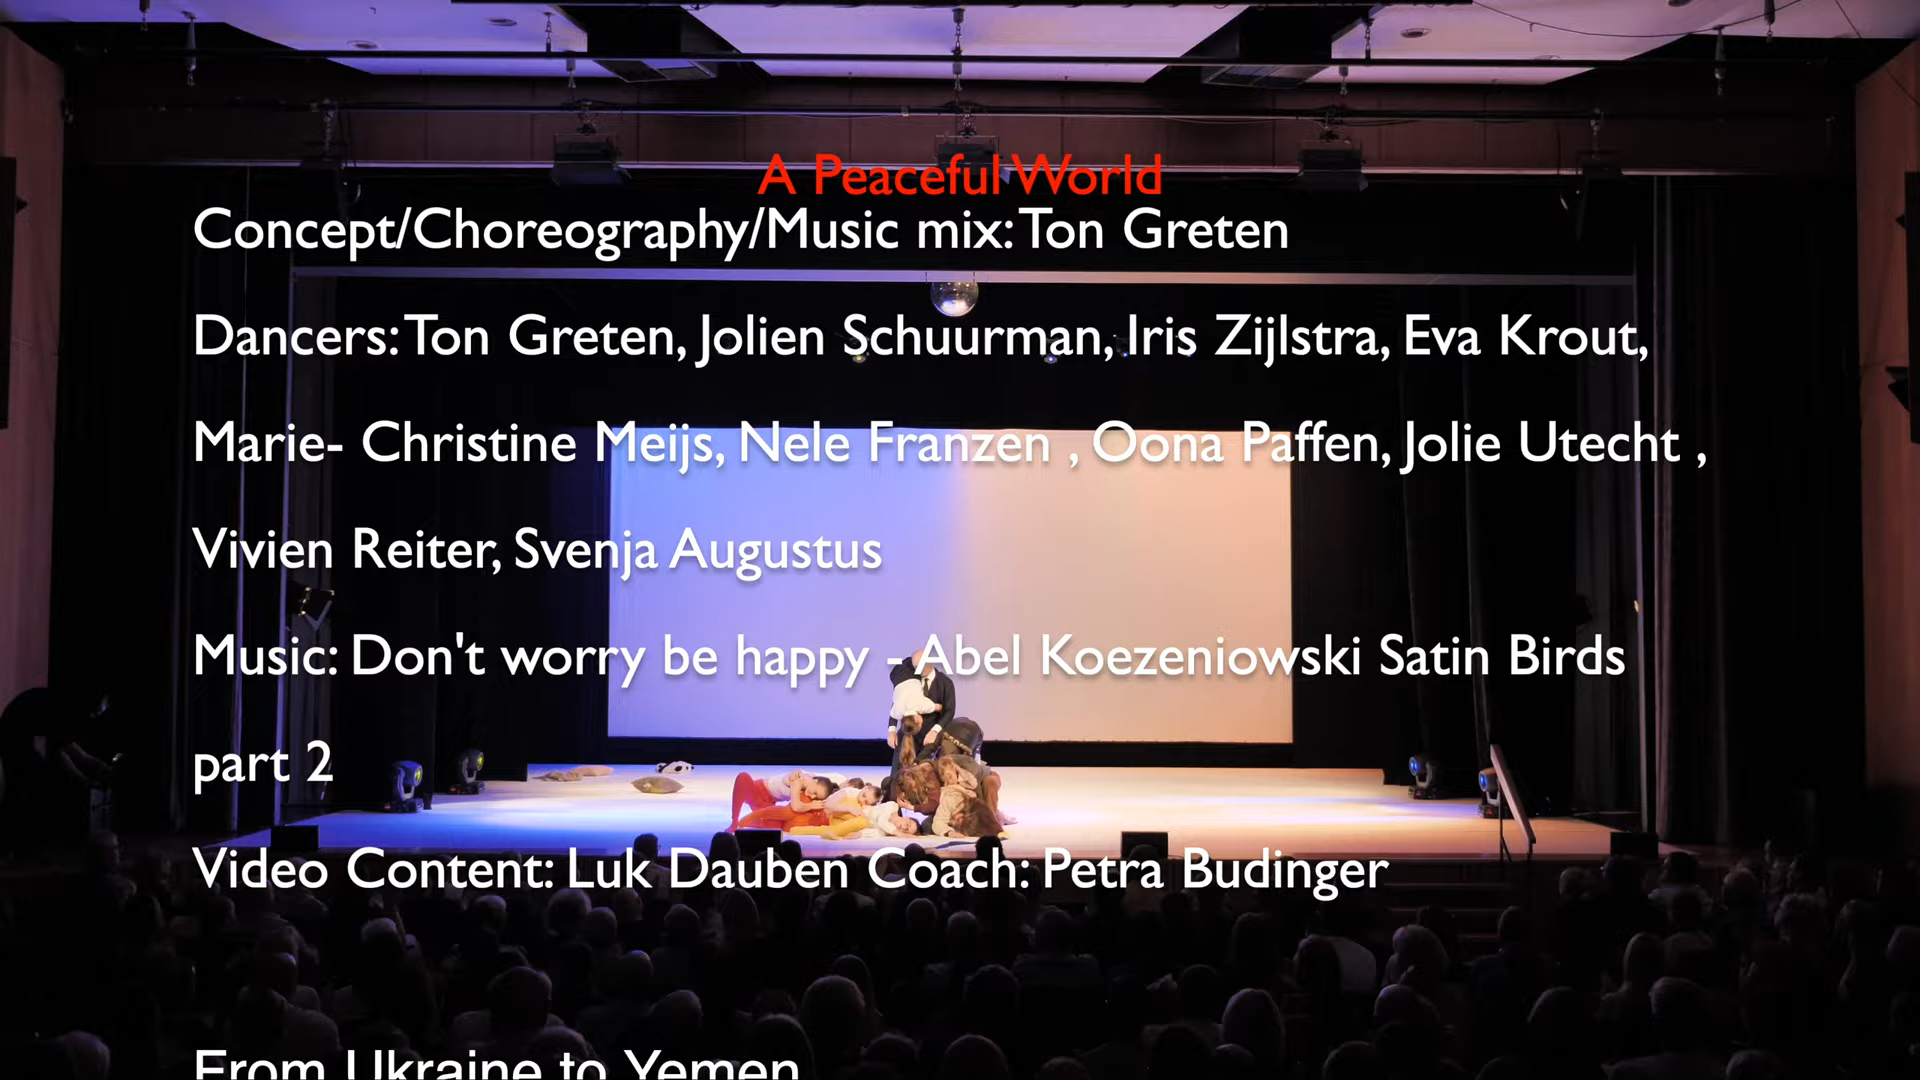 A Peaceful World
Concept/Choreography/Music mix: Ton Greten
Dancers: Ton Greten, Jolien Schuurman, Iris Zijlstra, Eva Krout,
Marie- Christine Meijs, Nele Franzen , Oona Paffen, Jolie Utecht ,
Vivien Reiter, Svenja Augustus
Music: Don't worry be happy - Abel Koezeniowski Satin Birds
part 2
Video Content: Luk Dauben Coach: Petra Budinger
From Ukraine to Yemen